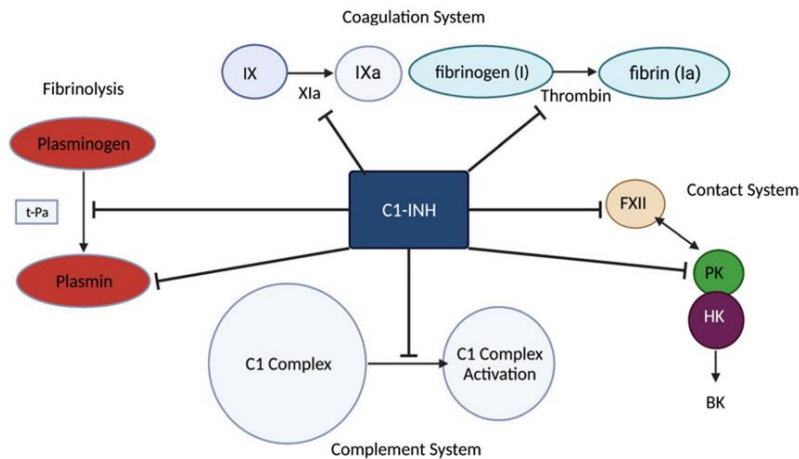 Coagulation System
IX
IXa
fibrinogen (I)
fibrin (Ia)
XIa
Thrombin
Fibrinolysis
Plasminogen
t-Pa
Plasmin
C1-INH
FXII
Contact System
PK
HK
BK
C1 Complex
C1 Complex
Activation
Complement System